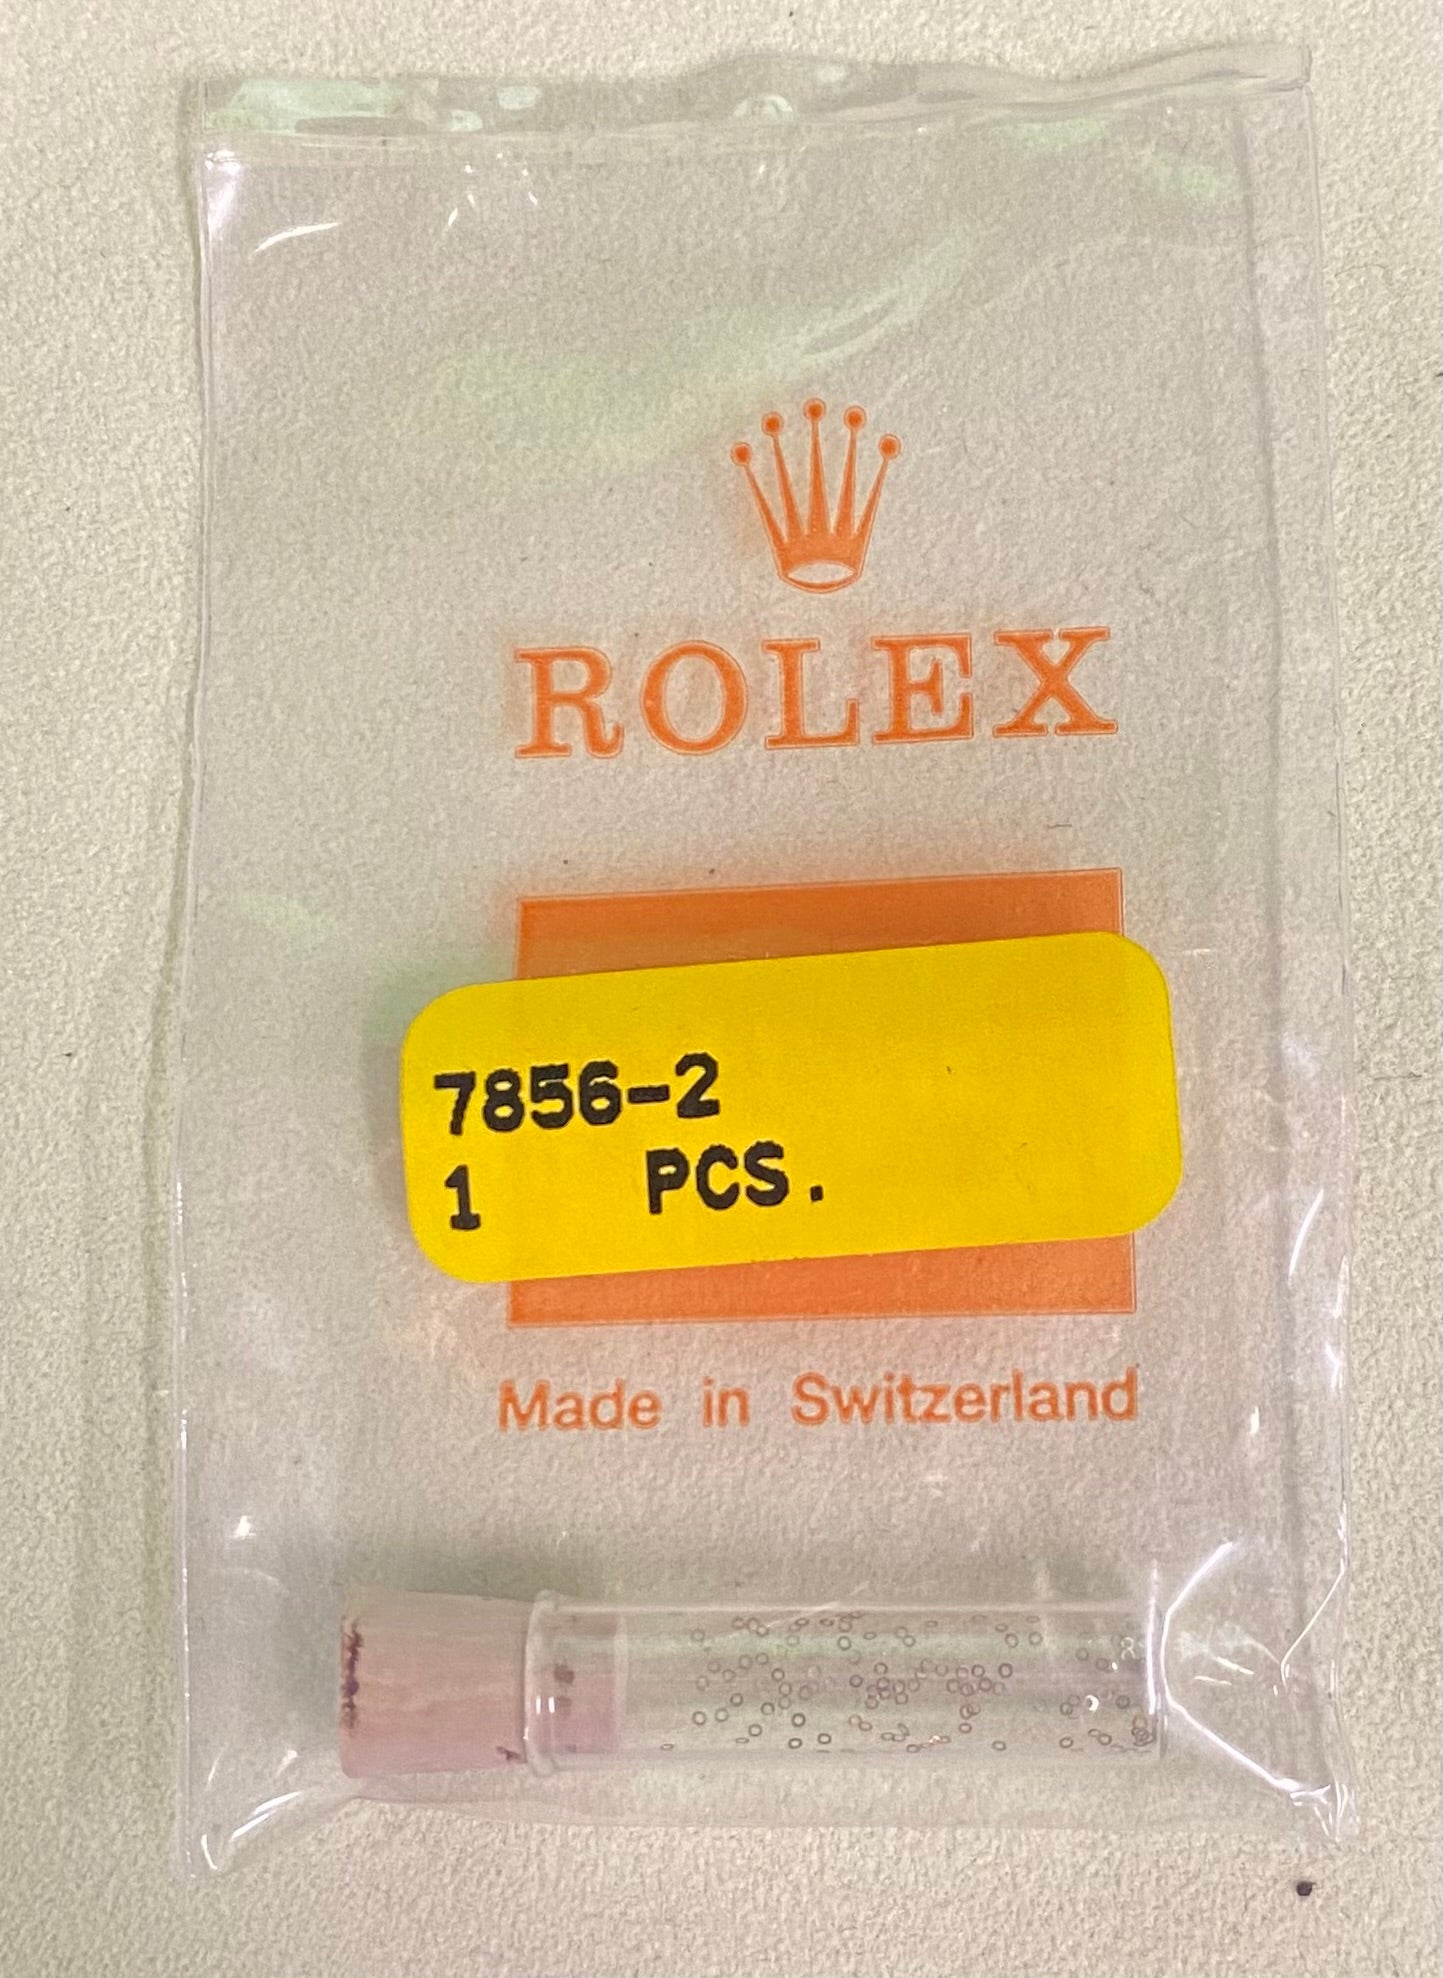 ROLEX
7856-2
1 PCS.
Made in Switzerland